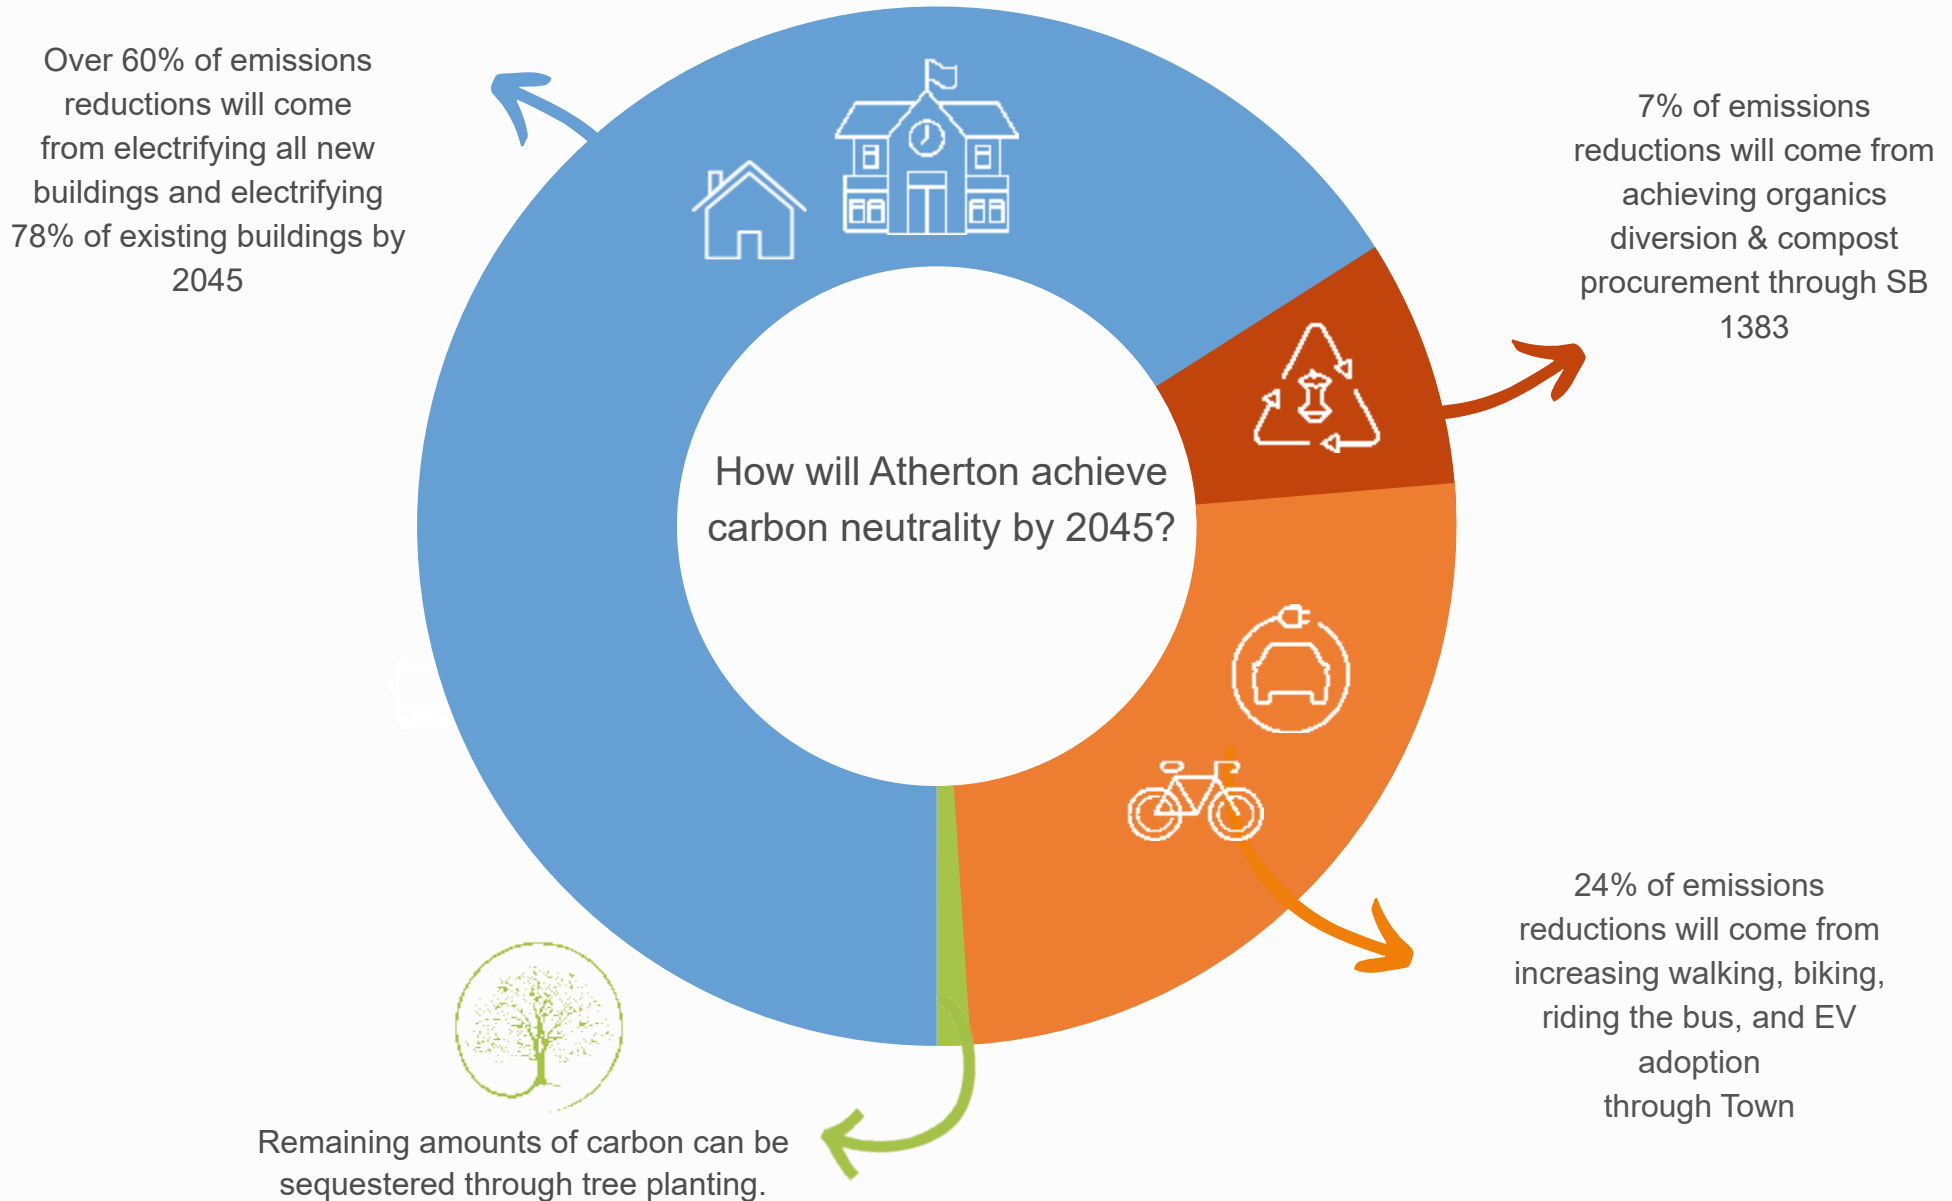 Over 60% of emissions
reductions will come
from electrifying all new
buildings and electrifying
78% of existing buildings by
2045
7% of emissions
reductions will come from
achieving organics
diversion & compost
procurement through SB
1383
How will Atherton achieve
carbon neutrality by 2045?
24% of emissions
reductions will come from
increasing walking, biking,
riding the bus, and EV
adoption
through Town
Remaining amounts of carbon can be
sequestered through tree planting.